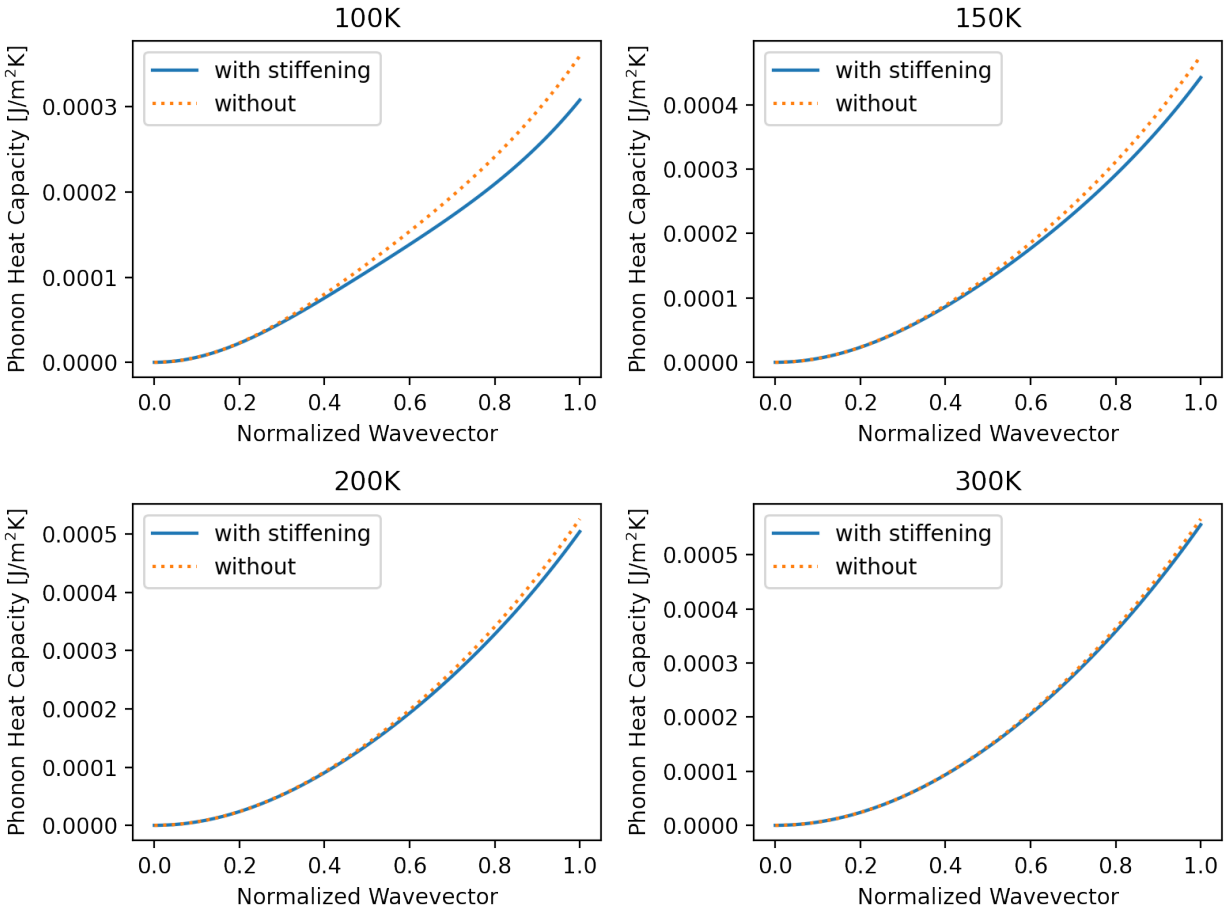 100K
Phonon Heat Capacity [J/m²K]
with stiffening
without
0.0003
0.0002
0.0001
0.0000
0.0 0.2 0.4 0.6 0.8 1.0
Normalized Wavevector
150K
Phonon Heat Capacity [J/m²K]
with stiffening
without
0.0004
0.0003
0.0002
0.0001
0.0000
0.0 0.2 0.4 0.6 0.8 1.0
Normalized Wavevector
200K
Phonon Heat Capacity [J/m²K]
with stiffening
without
0.0005
0.0004
0.0003
0.0002
0.0001
0.0000
0.0 0.2 0.4 0.6 0.8 1.0
Normalized Wavevector
300K
Phonon Heat Capacity [J/m²K]
with stiffening
without
0.0005
0.0004
0.0003
0.0002
0.0001
0.0000
0.0 0.2 0.4 0.6 0.8 1.0
Normalized Wavevector